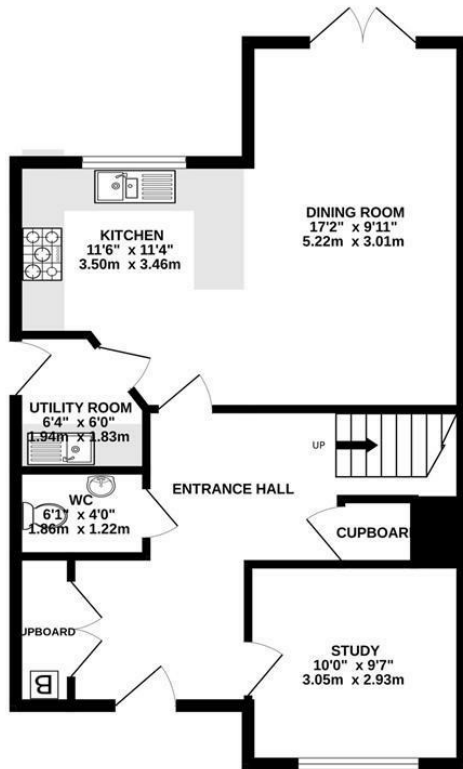 KITCHEN
11'6" x 11'4"
3.50m x 3.46m
DINING ROOM
17'2" x 9'11"
5.22m x 3.01m
UTILITY ROOM
6'4" x 6'0"
1.94m x 1.83m
UP
ENTRANCE HALL
WC
6'1" x 4'0"
1.86m x 1.22m
CUPBOARD
UPBOARD
B
STUDY
10'0" x 9'7"
3.05m x 2.93m